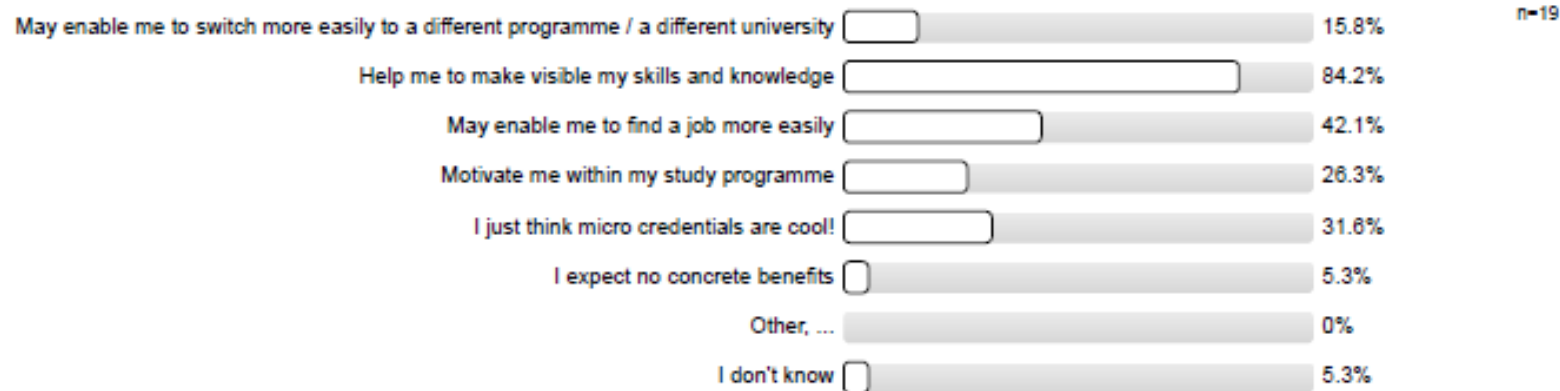 May enable me to switch more easily to a different programme / a different university 15.8% n=19
Help me to make visible my skills and knowledge 84.2%
May enable me to find a job more easily 42.1%
Motivate me within my study programme 26.3%
I just think micro credentials are cool! 31.6%
I expect no concrete benefits 5.3%
Other, ... 0%
I don't know 5.3%